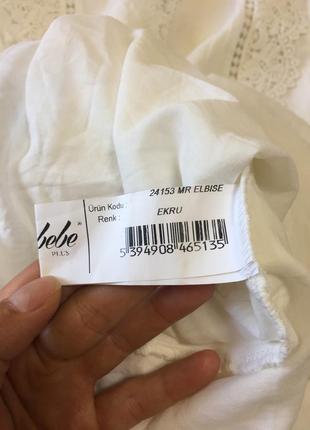 bebe®
PLUS
Ürün Kodu : 24153 MR ELBISE
Renk : EKRU
5 394908 465135